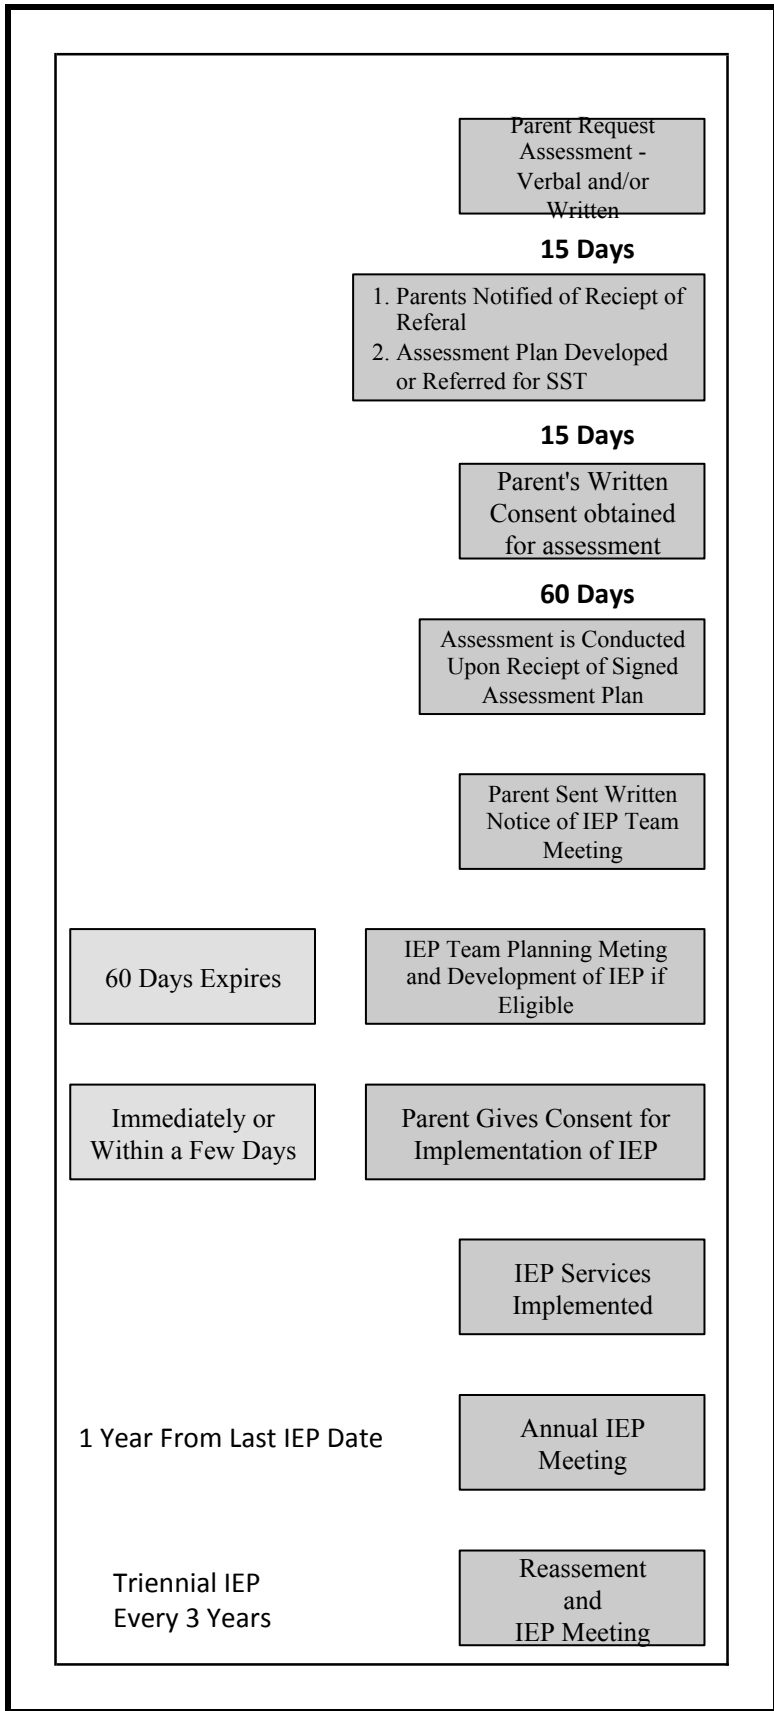 Parent Request
Assessment -
Verbal and/or
Written
15 Days
1. Parents Notified of Reciept of
Referal
2. Assessment Plan Developed
or Referred for SST
15 Days
Parent's Written
Consent obtained
for assessment
60 Days
Assessment is Conducted
Upon Reciept of Signed
Assessment Plan
Parent Sent Written
Notice of IEP Team
Meeting
60 Days Expires
IEP Team Planning Meting
and Development of IEP if
Eligible
Immediately or
Within a Few Days
Parent Gives Consent for
Implementation of IEP
IEP Services
Implemented
1 Year From Last IEP Date
Annual IEP
Meeting
Triennial IEP
Every 3 Years
Reassement
and
IEP Meeting